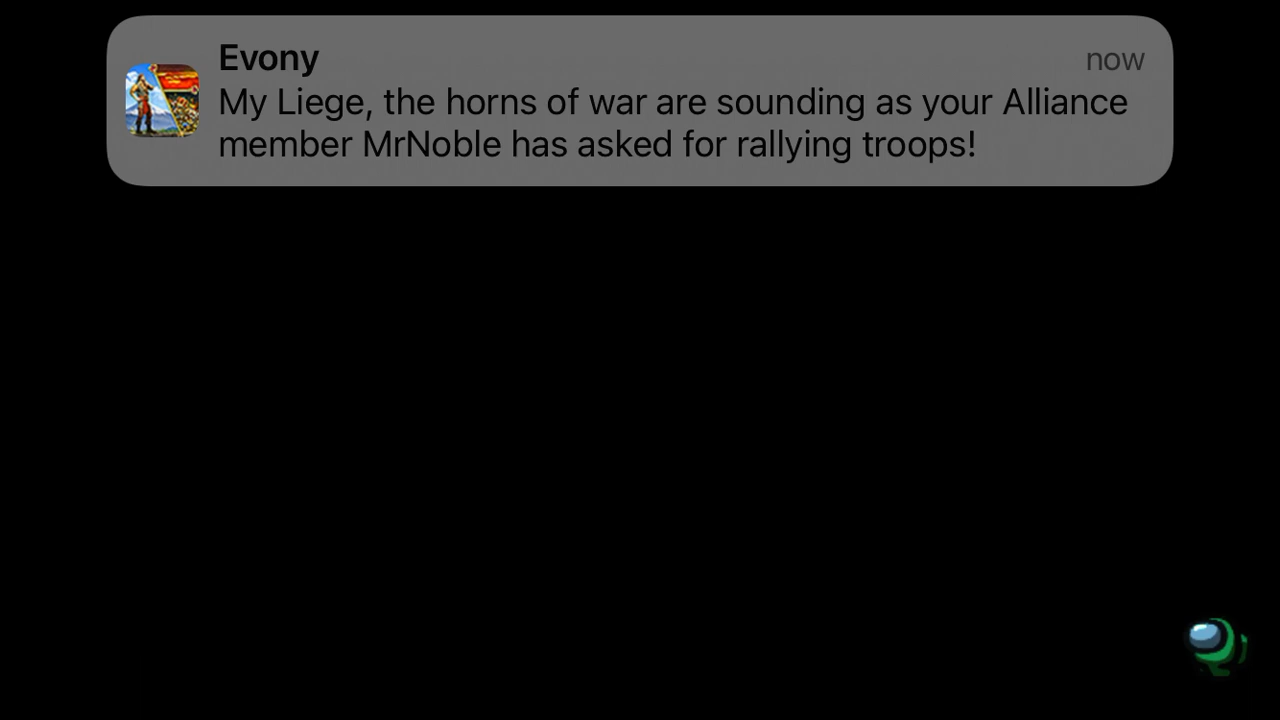 Evony
now
My Liege, the horns of war are sounding as your Alliance
member MrNoble has asked for rallying troops!